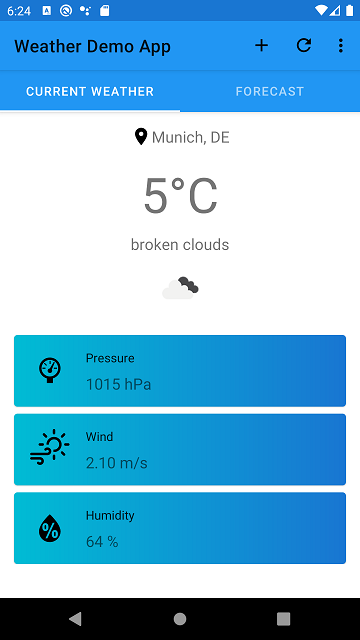 6:24
Weather Demo App
CURRENT WEATHER
FORECAST
Munich, DE
5°C
broken clouds
Pressure
1015 hPa
Wind
2.10 m/s
Humidity
64 %